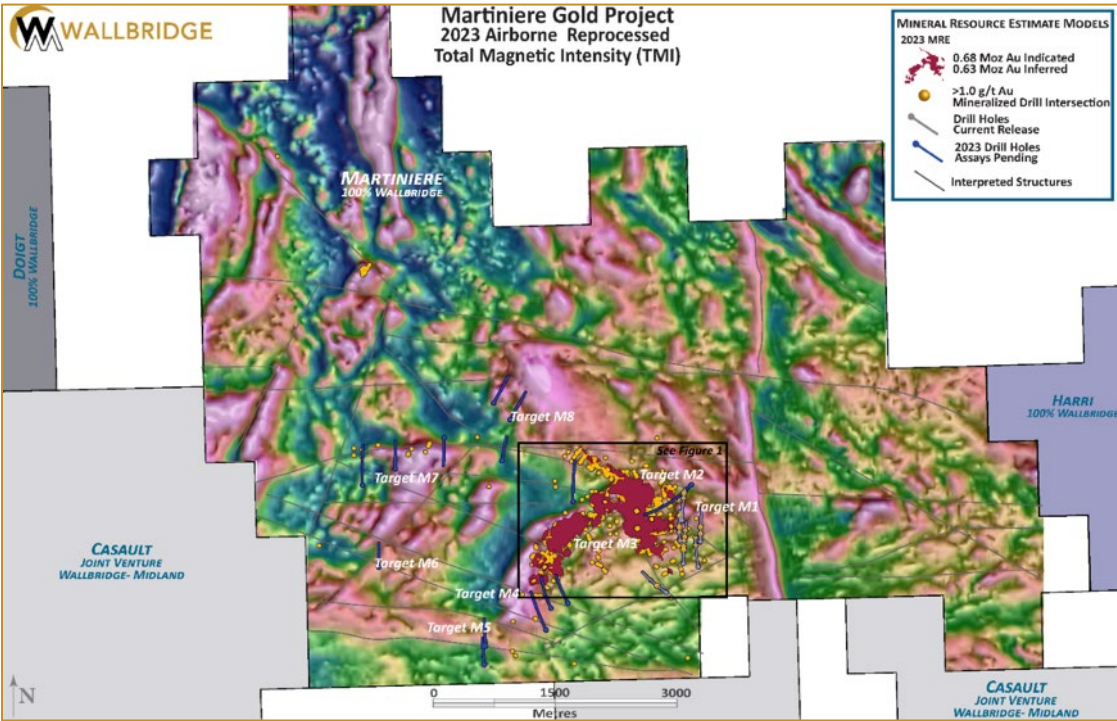 WALLBRIDGE
Martiniere Gold Project
2023 Airborne Reprocessed
Total Magnetic Intensity (TMI)
MINERAL RESOURCE ESTIMATE MODELS
2023 MRE
0.68 Moz Au Indicated
0.63 Moz Au Inferred
>1.0 g/t Au
Mineralized Drill Intersection
Drill Holes
Current Release
2023 Drill Holes
Assays Pending
Interpreted Structures
MARTINIERE
100% WALLBRIDGE
DOIGT
100% WALLBRIDGE
HARRI
100% WALLBRIDGE
Target M8
See Figure 1
Target M2
Target M7
Target M1
Target M3
Target M6
Target M4
Target M5
CASAULT
JOINT VENTURE
WALLBRIDGE- MIDLAND
N
0 1500 3000
Metres
CASAULT
JOINT VENTURE
WALLBRIDGE- MIDLAND